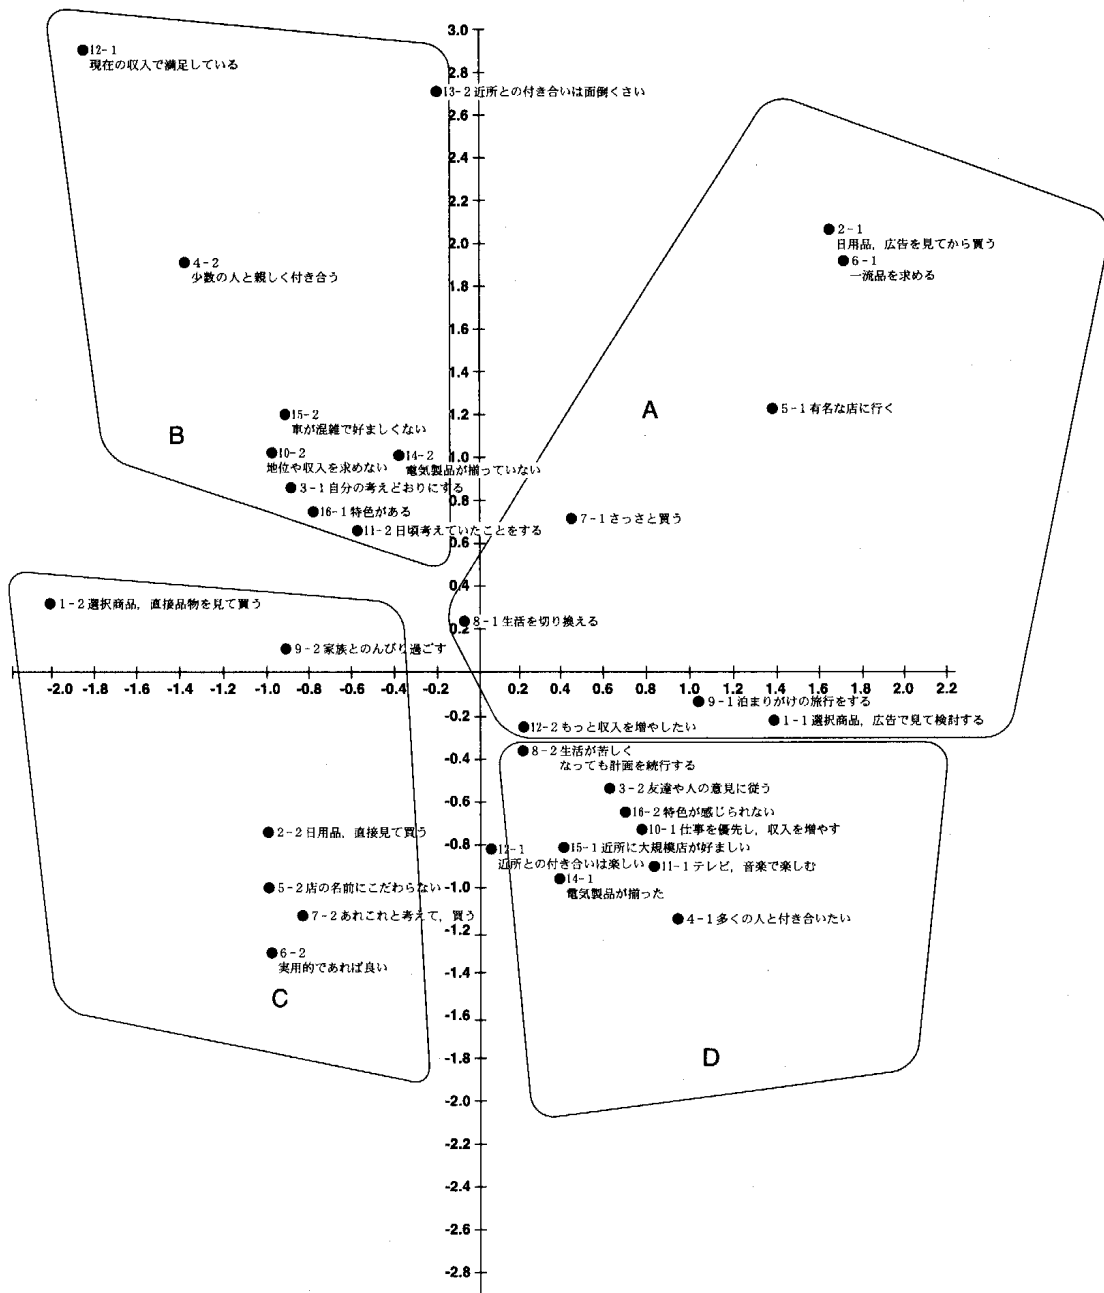 3.0
12-1
現在の収入で満足している
2.8
13-2 近所との付き合いは面倒くさい
2.6
2.4
2.2
2-1
日用品，広告を見てから買う
2.0
6-1
一流品を求める
4-2
少数の人と親しく付き合う
1.8
1.6
1.4
A
5-1 有名な店に行く
1.2
15-2
車が混雑で好ましくない
B
10-2
地位や収入を求めない
14-2
電気製品が揃っていない
1.0
3-1 自分の考えどおりにする
0.8
16-1 特色がある
7-1 さっさと買う
11-2 日頃考えていたことをする
0.6
1-2 選択商品，直接品物を見て買う
8-1 生活を切り換える
0.2
9-2 家族とのんびり過ごす
-2.0 -1.8 -1.6 -1.4 -1.2 -1.0 -0.8 -0.6 -0.4 -0.2 0.2 0.4 0.6 0.8 1.0 1.2 1.4 1.6 1.8 2.0 2.2
9-1 泊まりがけの旅行をする
-0.2
1-1 選択商品，広告で見て検討する
12-2 もっと収入を増やしたい
-0.4
8-2 生活が苦しく
なっても計画を続行する
3-2 友達や人の意見に従う
-0.6
16-2 特色が感じられない
10-1 仕事を優先し，収入を増やす
2-2 日用品，直接見て買う
-0.8
12-1
近所との付き合いは楽しい
15-1 近所に大規模店が好ましい
11-1 テレビ，音楽で楽しむ
14-1
電気製品が揃った
5-2 店の名前にこだわらない
-1.0
7-2 あれこれと考えて，買う
4-1 多くの人と付き合いたい
-1.2
6-2
実用的であれば良い
-1.4
C
-1.6
D
-1.8
-2.0
-2.2
-2.4
-2.6
-2.8